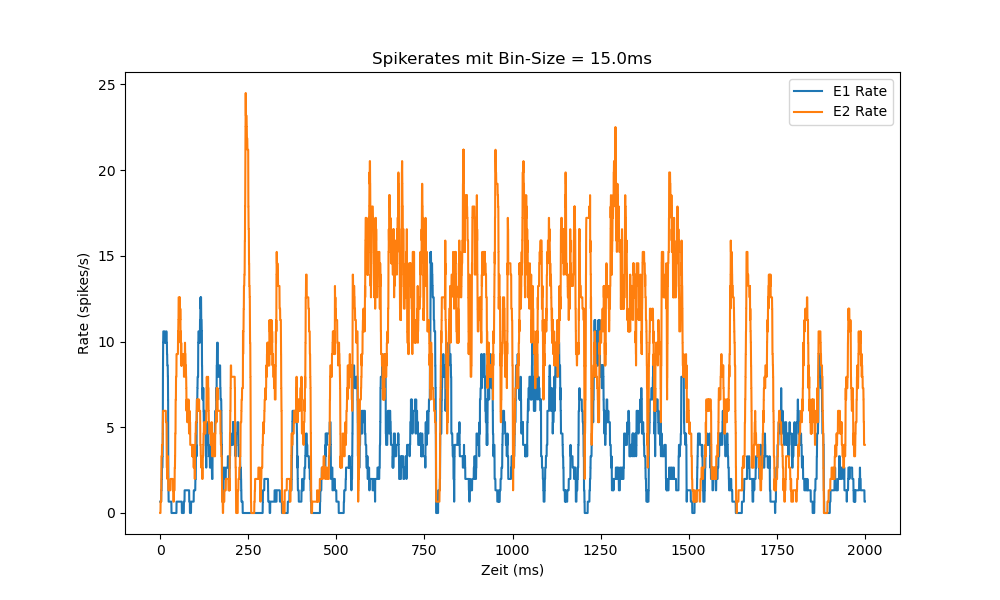 Spikerates mit Bin-Size = 15.0ms
E1 Rate
E2 Rate
Rate (spikes/s)
25
20
15
10
5
0
0 250 500 750 1000 1250 1500 1750 2000
Zeit (ms)